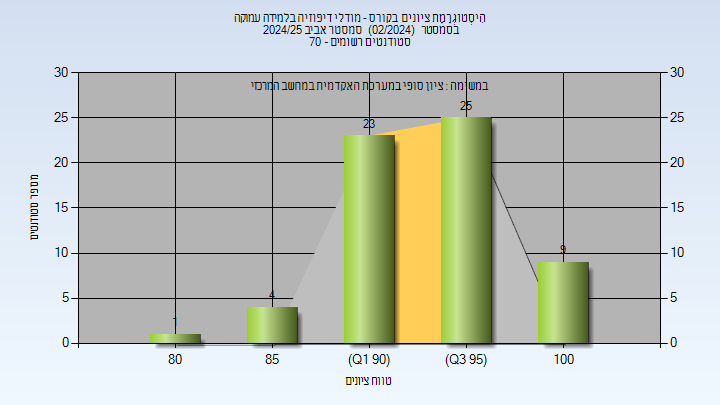 היסטוגרמת ציונים בקורס - מודלי דיפוזיה בלמידה עמוקה
בסמסטר (02/2024) סמסטר אביב 2024/25
סטודנטים רשומים - 70
במשימה : ציון סופי במערכת האקדמית במחשב המרכזי
30
25
20
15
10
5
0
30
25
20
15
10
5
0
מספר סטודנטים
1
4
23
25
9
80
85
(Q1 90)
(Q3 95)
100
טווח ציונים